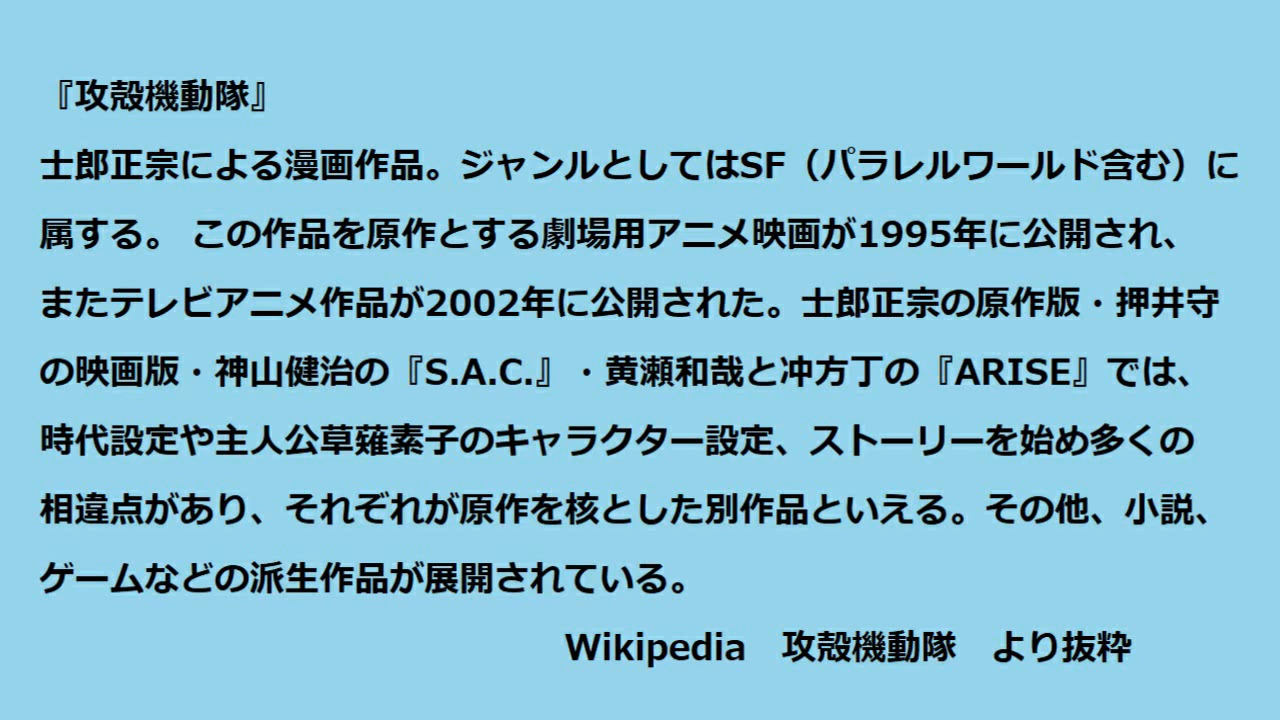 『攻殻機動隊』
士郎正宗による漫画作品。ジャンルとしてはSF（パラレルワールド含む）に
属する。 この作品を原作とする劇場用アニメ映画が1995年に公開され、
またテレビアニメ作品が2002年に公開された。士郎正宗の原作版・押井守
の映画版・神山健治の『S.A.C.』・黄瀬和哉と冲方丁の『ARISE』では、
時代設定や主人公草薙素子のキャラクター設定、ストーリーを始め多くの
相違点があり、それぞれが原作を核とした別作品といえる。その他、小説、
ゲームなどの派生作品が展開されている。
Wikipedia　攻殻機動隊　より抜粋